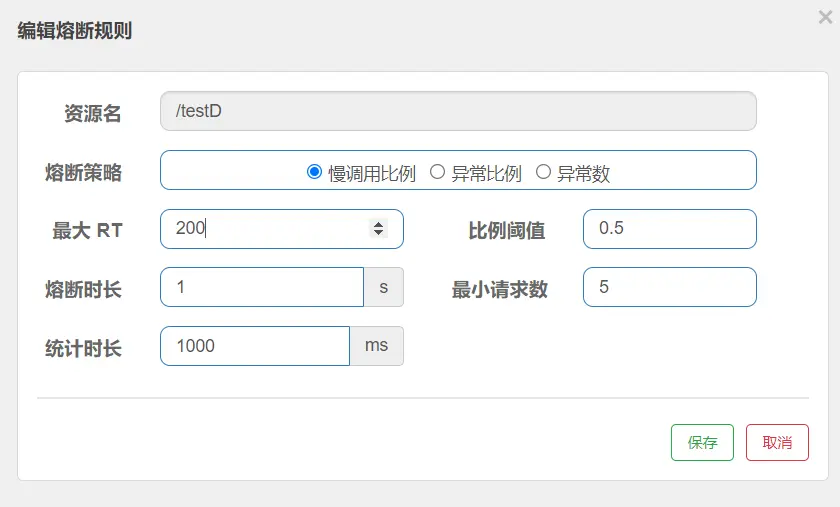 编辑熔断规则
×
资源名 /testD
熔断策略 慢调用比例 异常比例 异常数
最大 RT 200 比例阈值 0.5
熔断时长 1 s 最小请求数 5
统计时长 1000 ms
保存 取消